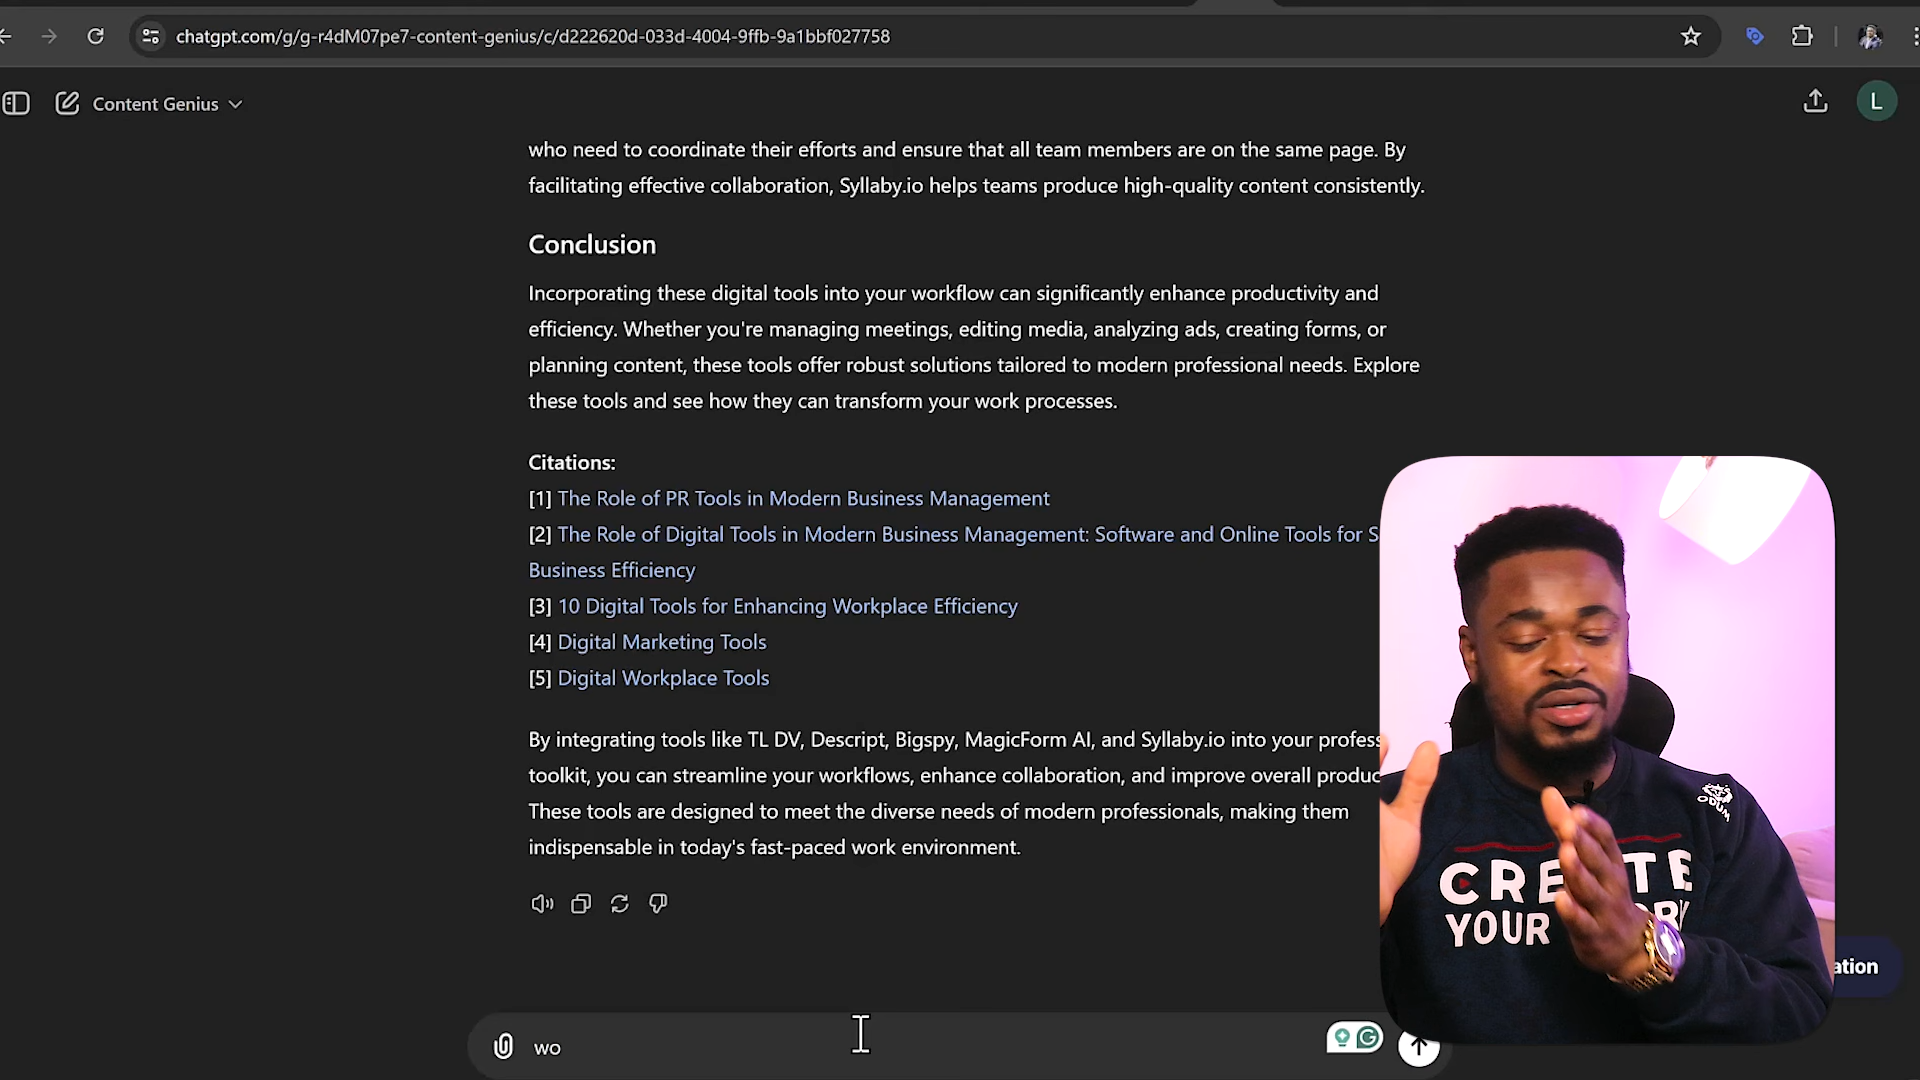 chatgpt.com/g/g-r4dM07pe7-content-genius/c/d222620d-033d-4004-9ffb-9a1bbf027758
Content Genius
L
who need to coordinate their efforts and ensure that all team members are on the same page. By
facilitating effective collaboration, Syllaby.io helps teams produce high-quality content consistently.
Conclusion
Incorporating these digital tools into your workflow can significantly enhance productivity and
efficiency. Whether you're managing meetings, editing media, analyzing ads, creating forms, or
planning content, these tools offer robust solutions tailored to modern professional needs. Explore
these tools and see how they can transform your work processes.
Citations:
[1] The Role of PR Tools in Modern Business Management
[2] The Role of Digital Tools in Modern Business Management: Software and Online Tools for S
Business Efficiency
[3] 10 Digital Tools for Enhancing Workplace Efficiency
[4] Digital Marketing Tools
[5] Digital Workplace Tools
By integrating tools like TL DV, Descript, Bigspy, MagicForm AI, and Syllaby.io into your profess
toolkit, you can streamline your workflows, enhance collaboration, and improve overall produc
These tools are designed to meet the diverse needs of modern professionals, making them
indispensable in today's fast-paced work environment.
ODUM
CRE TE
YOUR
ation
wo